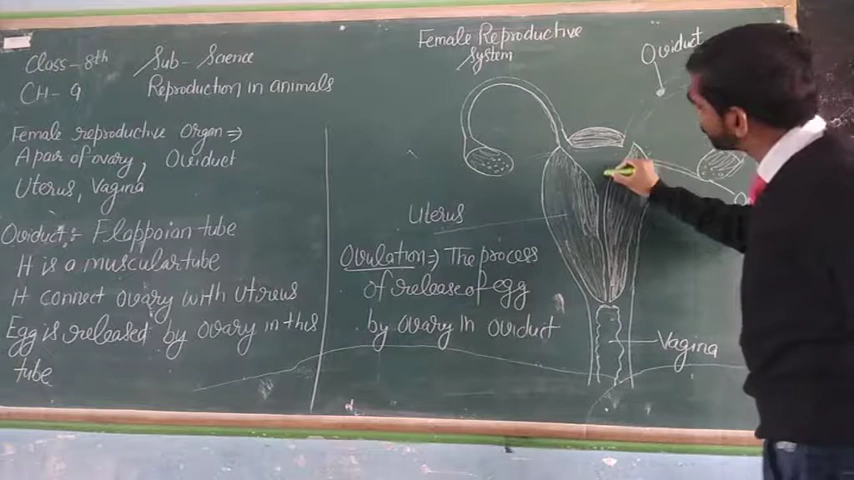 Class-8th Sub-Science
CH-9 Reproduction in animals
Female reproductive Organ ⇒
A pair of ovary, Oviduct
Uterus, Vagina
Oviduct:- Flappoian tube
It is a muscular tube
It connect ovary with Uterus
Egg is released by ovary in this
tube
Female Reproductive
System
Oviduct
Uterus
Ovulation ⇒ The process
of release of egg
by ovary in oviduct
Vagina